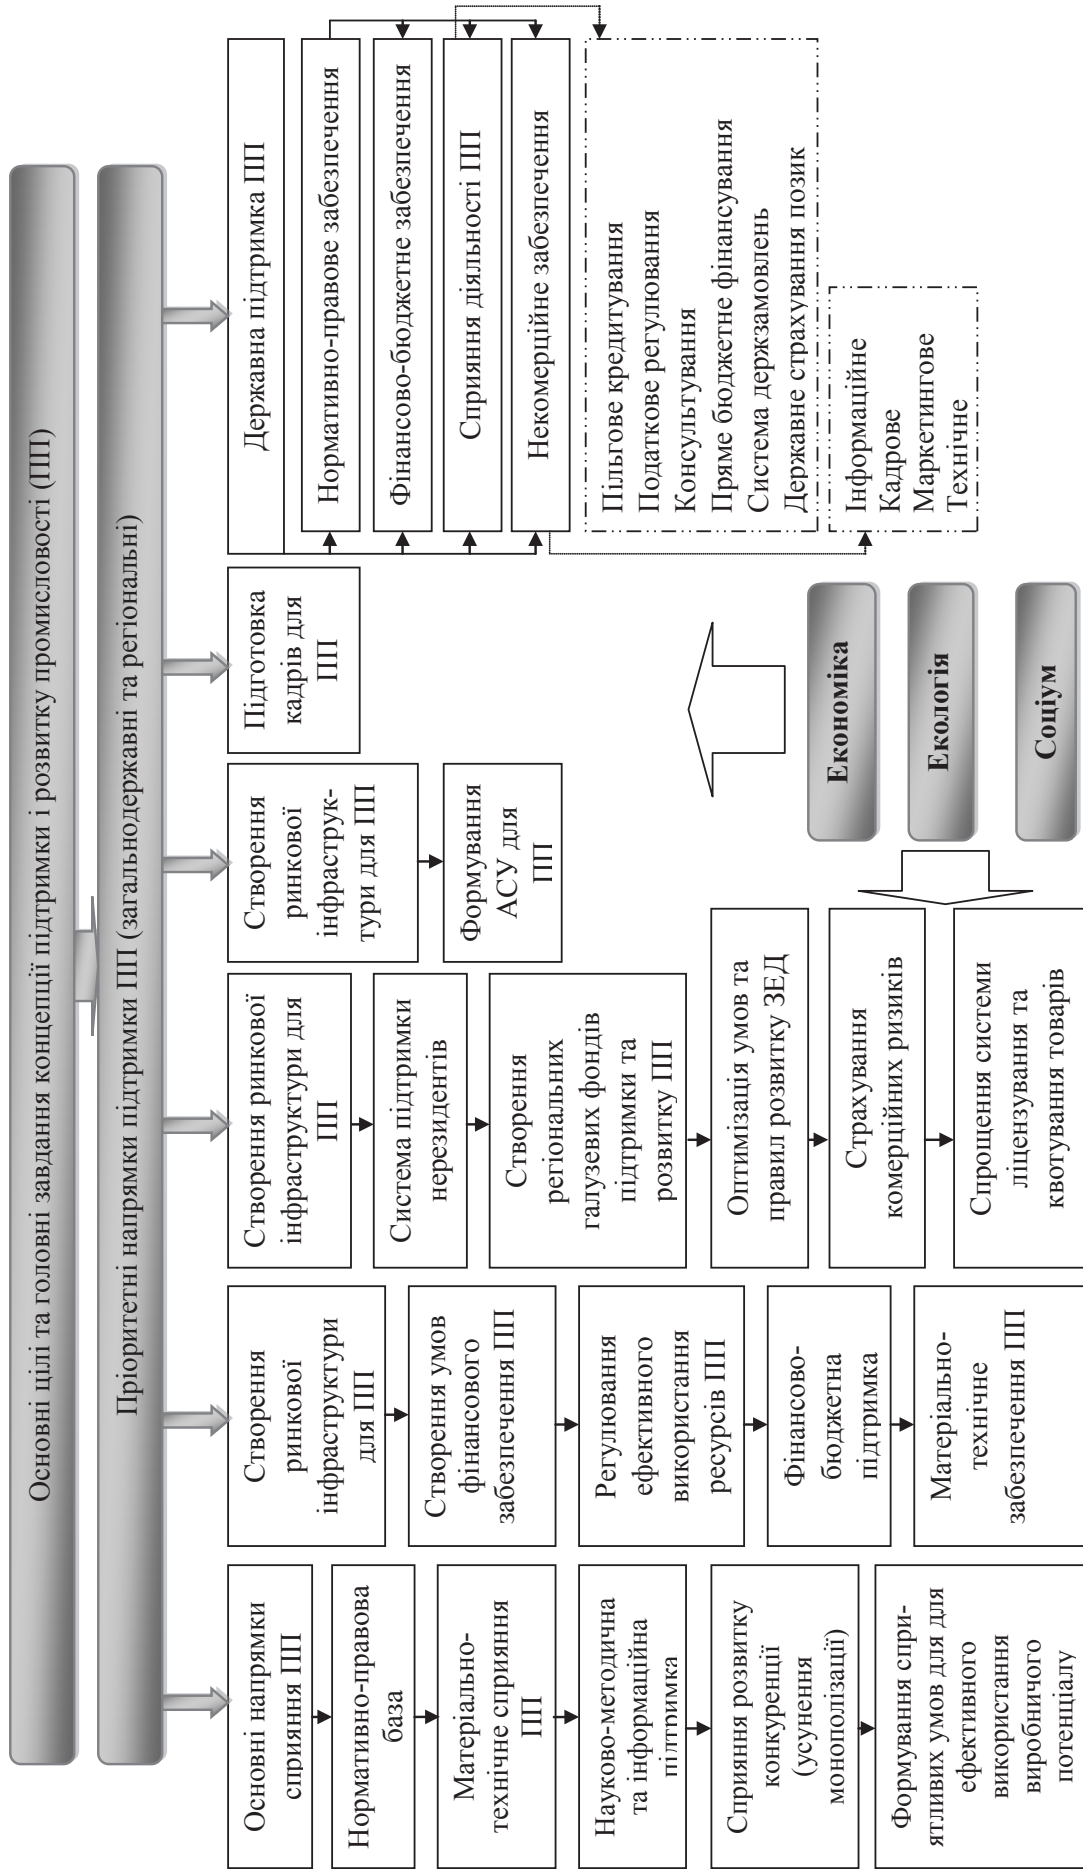 Основні цілі та головні завдання концепції підтримки і розвитку промисловості (ПП)
Пріоритетні напрямки підтримки ПП (загальнодержавні та регіональні)
Основні напрямки
сприяння ПП
Нормативно-правова
база
Матеріально-
технічне сприяння
ПП
Науково-методична
та інформаційна
підтримка
Сприяння розвитку
конкуренції
(усунення
монополізації)
Формування спри-
ятливих умов для для
ефективного
використання
виробничого
потенціалу
Створення
ринкової
інфраструктури
для ПП
Створення умов
фінансового
забезпечення ПП
Регулювання
ефективного
використання
ресурсів ПП
Фінансово-
бюджетна
підтримка
Матеріально-
технічне
забезпечення ПП
Створення ринкової
інфраструктури для
ПП
Система підтримки
нерезидентів
Створення
регіональних
галузевих фондів
підтримки та
розвитку ПП
Оптимізація умов та
правил розвитку ЗЕД
Страхування
комерційних ризиків
Спрощення системи
ліцензування та
квотування товарів
Створення
ринкової
інфраструк-
тури для ПП
Формування
АСУ для
ПП
Підготовка
кадрів для
ПП
Державна підтримка ПП
Нормативно-правове забезпечення
Фінансово-бюджетне забезпечення
Сприяння діяльності ПП
Некомерційне забезпечення
Пільгове кредитування
Податкове регулювання
Консультування
Пряме бюджетне фінансування
Система держзамовлень
Державне страхування позик
Інформаційне
Кадрове
Маркетингове
Технічне
Економіка
Екологія
Соціум